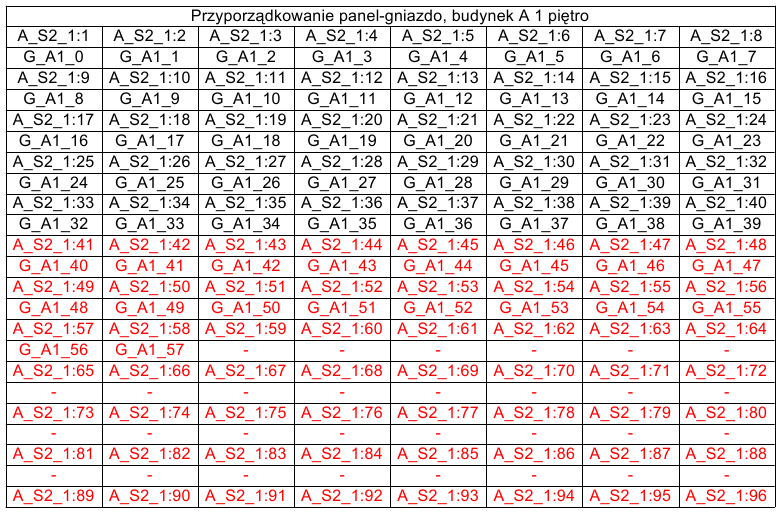 Przyporządkowanie panel-gniazdo, budynek A 1 piętro
A_S2_1:1 A_S2_1:2 A_S2_1:3 A_S2_1:4 A_S2_1:5 A_S2_1:6 A_S2_1:7 A_S2_1:8
G_A1_0 G_A1_1 G_A1_2 G_A1_3 G_A1_4 G_A1_5 G_A1_6 G_A1_7
A_S2_1:9 A_S2_1:10 A_S2_1:11 A_S2_1:12 A_S2_1:13 A_S2_1:14 A_S2_1:15 A_S2_1:16
G_A1_8 G_A1_9 G_A1_10 G_A1_11 G_A1_12 G_A1_13 G_A1_14 G_A1_15
A_S2_1:17 A_S2_1:18 A_S2_1:19 A_S2_1:20 A_S2_1:21 A_S2_1:22 A_S2_1:23 A_S2_1:24
G_A1_16 G_A1_17 G_A1_18 G_A1_19 G_A1_20 G_A1_21 G_A1_22 G_A1_23
A_S2_1:25 A_S2_1:26 A_S2_1:27 A_S2_1:28 A_S2_1:29 A_S2_1:30 A_S2_1:31 A_S2_1:32
G_A1_24 G_A1_25 G_A1_26 G_A1_27 G_A1_28 G_A1_29 G_A1_30 G_A1_31
A_S2_1:33 A_S2_1:34 A_S2_1:35 A_S2_1:36 A_S2_1:37 A_S2_1:38 A_S2_1:39 A_S2_1:40
G_A1_32 G_A1_33 G_A1_34 G_A1_35 G_A1_36 G_A1_37 G_A1_38 G_A1_39
A_S2_1:41 A_S2_1:42 A_S2_1:43 A_S2_1:44 A_S2_1:45 A_S2_1:46 A_S2_1:47 A_S2_1:48
G_A1_40 G_A1_41 G_A1_42 G_A1_43 G_A1_44 G_A1_45 G_A1_46 G_A1_47
A_S2_1:49 A_S2_1:50 A_S2_1:51 A_S2_1:52 A_S2_1:53 A_S2_1:54 A_S2_1:55 A_S2_1:56
G_A1_48 G_A1_49 G_A1_50 G_A1_51 G_A1_52 G_A1_53 G_A1_54 G_A1_55
A_S2_1:57 A_S2_1:58 A_S2_1:59 A_S2_1:60 A_S2_1:61 A_S2_1:62 A_S2_1:63 A_S2_1:64
G_A1_56 G_A1_57 - - - - - -
A_S2_1:65 A_S2_1:66 A_S2_1:67 A_S2_1:68 A_S2_1:69 A_S2_1:70 A_S2_1:71 A_S2_1:72
- - - - - - - -
A_S2_1:73 A_S2_1:74 A_S2_1:75 A_S2_1:76 A_S2_1:77 A_S2_1:78 A_S2_1:79 A_S2_1:80
- - - - - - - -
A_S2_1:81 A_S2_1:82 A_S2_1:83 A_S2_1:84 A_S2_1:85 A_S2_1:86 A_S2_1:87 A_S2_1:88
- - - - - - - -
A_S2_1:89 A_S2_1:90 A_S2_1:91 A_S2_1:92 A_S2_1:93 A_S2_1:94 A_S2_1:95 A_S2_1:96